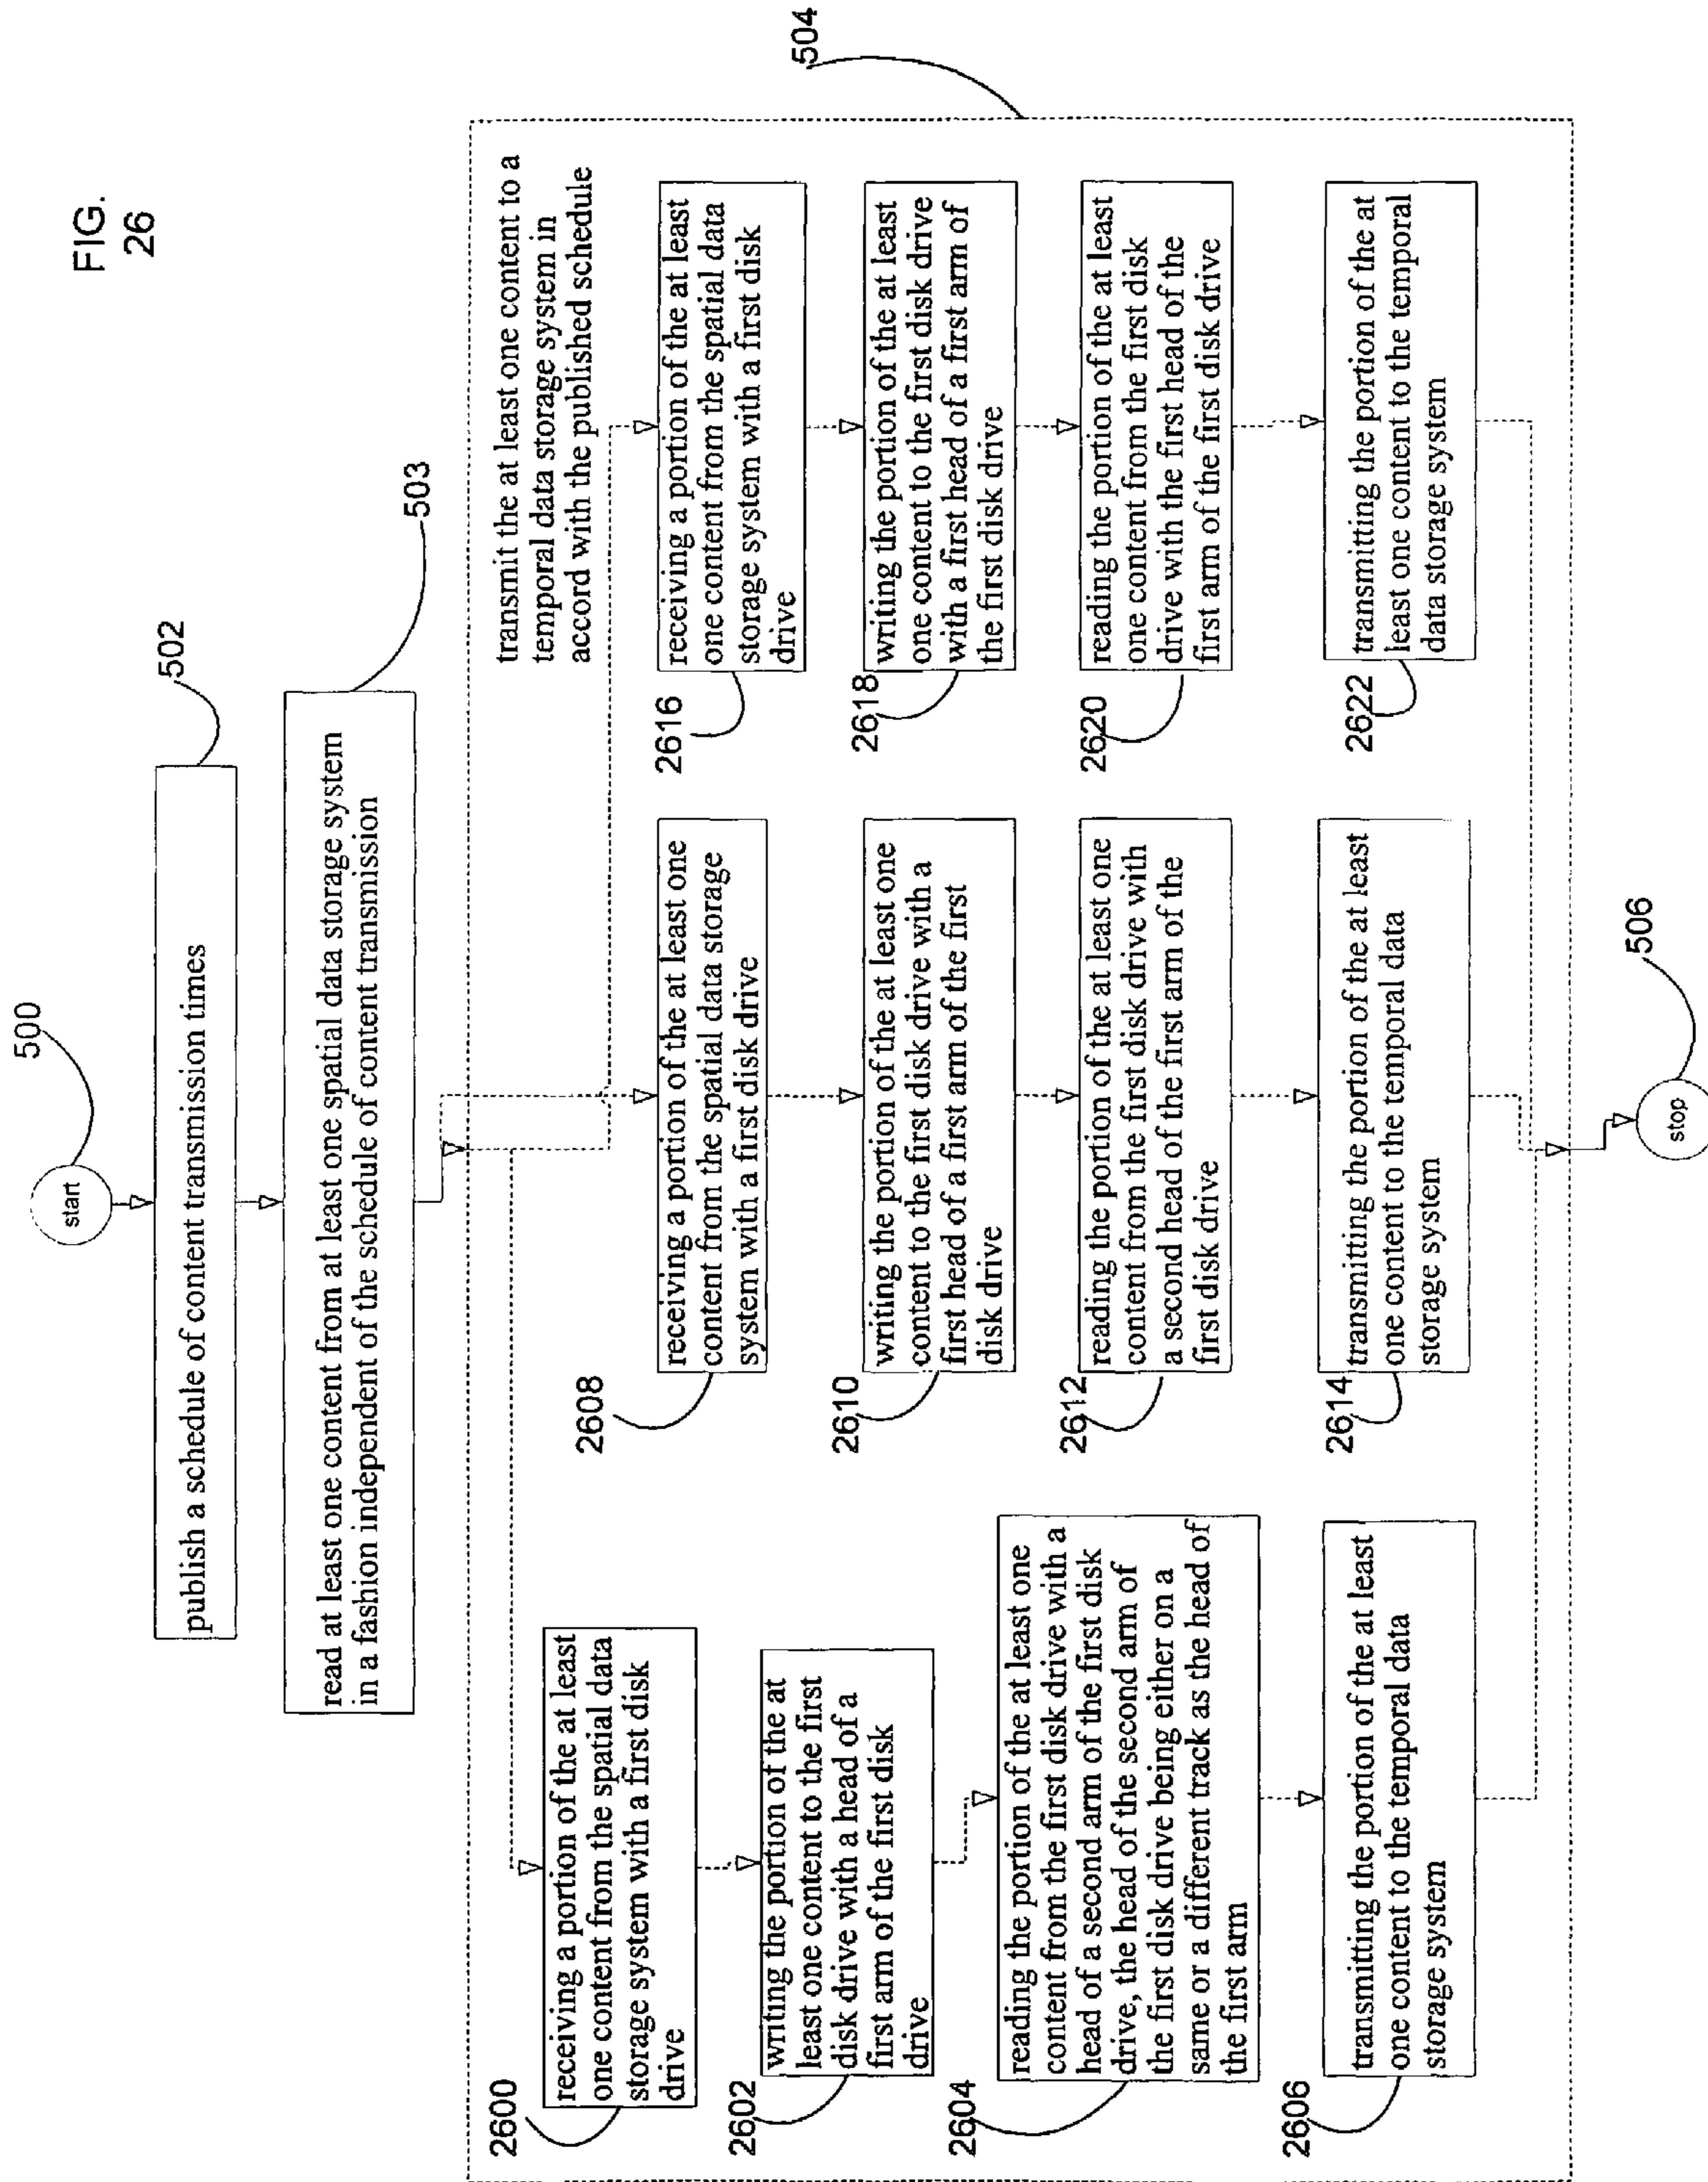 FIG.
26
500
start
502
publish a schedule of content transmission times
503
read at least one content from at least one spatial data storage system
in a fashion independent of the schedule of content transmission
504
transmit the at least one content to a
temporal data storage system in
accord with the published schedule
2600
receiving a portion of the at least
one content from the spatial data
storage system with a first disk
drive
2602
writing the portion of the at
least one content to the first
disk drive with a head of a
first arm of the first disk
drive
2604
reading the portion of the at least one
content from the first disk drive with a
head of a second arm of the first disk
drive, the head of the second arm of
the first disk drive being either on a
same or a different track as the head of
the first arm
2606
transmitting the portion of the at least
one content to the temporal data
storage system
2608
receiving a portion of the at least one
content from the spatial data storage
system with a first disk drive
2610
writing the portion of the at least one
content to the first disk drive with a
first head of a first arm of the first
disk drive
2612
reading the portion of the at least one
content from the first disk drive with
a second head of the first arm of the
first disk drive
2614
transmitting the portion of the at least
one content to the temporal data
storage system
2616
receiving a portion of the at least
one content from the spatial data
storage system with a first disk
drive
2618
writing the portion of the at least
one content to the first disk drive
with a first head of a first arm of
the first disk drive
2620
reading the portion of the at least
one content from the first disk
drive with the first head of the
first arm of the first disk drive
2622
transmitting the portion of the at
least one content to the temporal
data storage system
506
stop